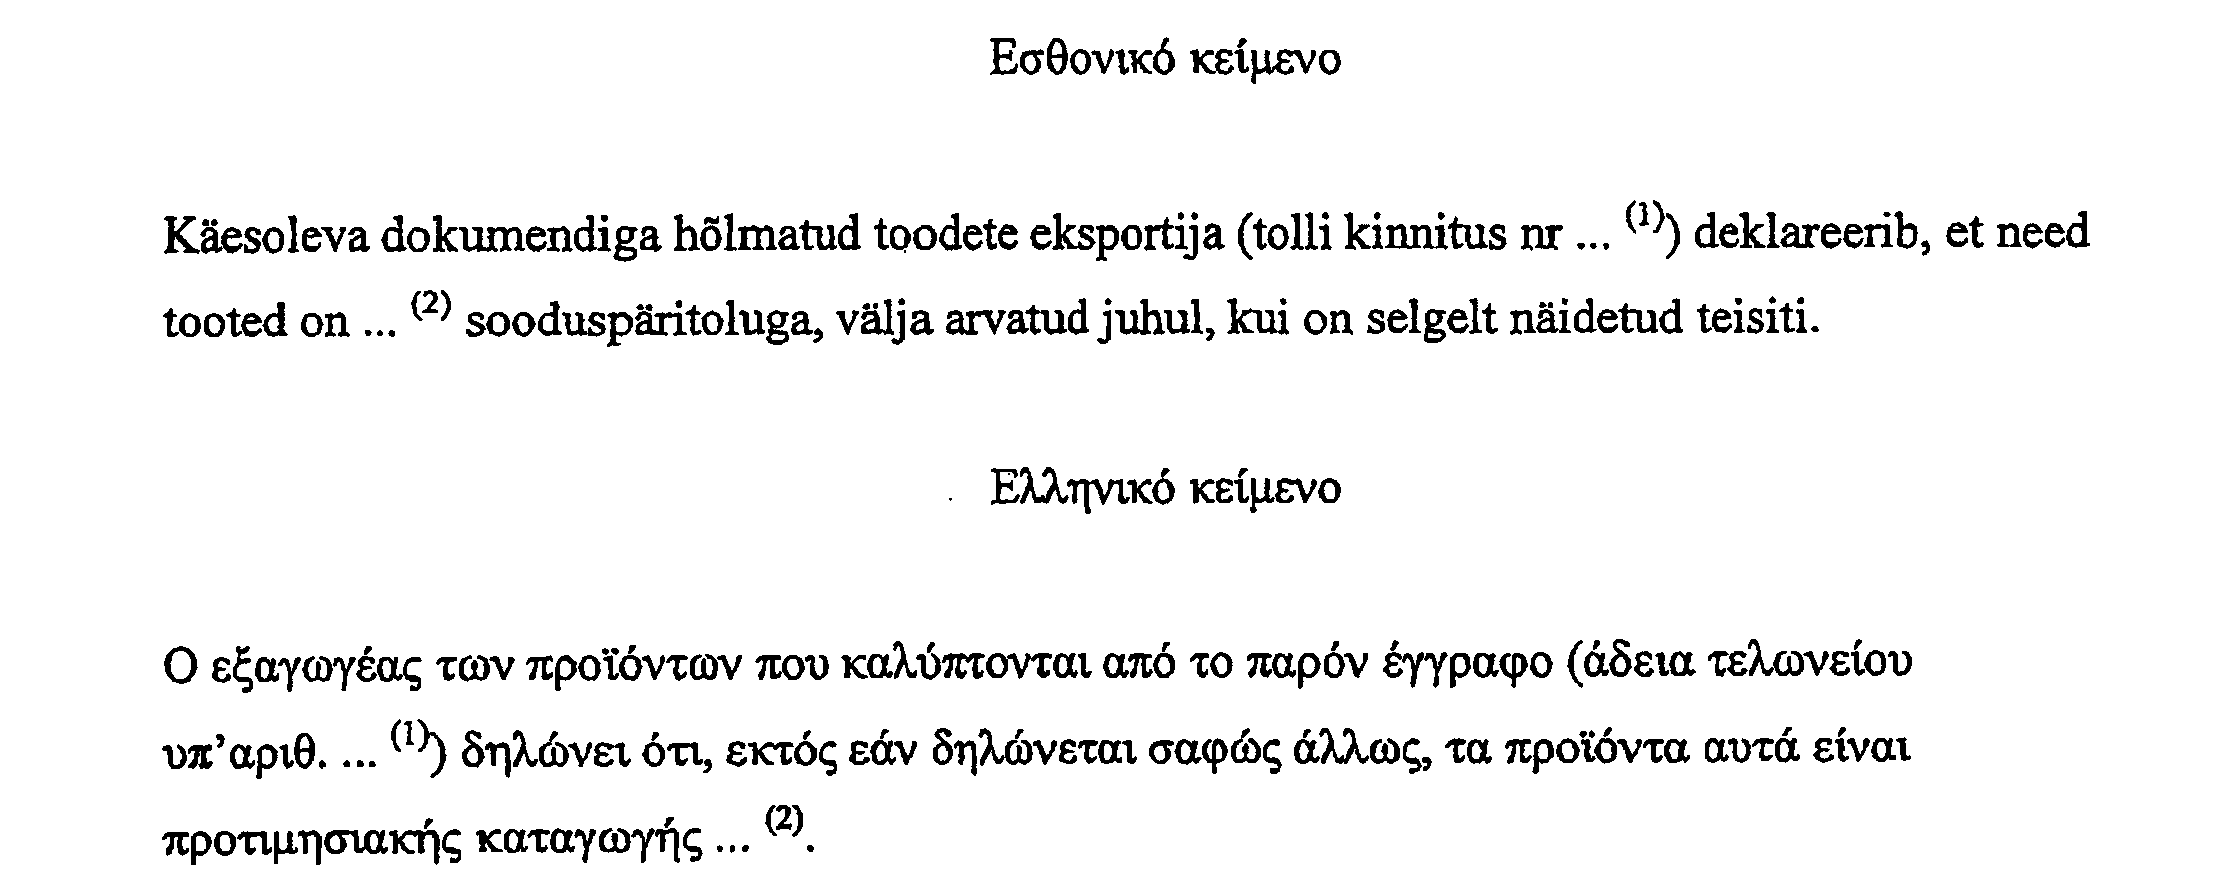 Εσθονικό κείμενο
Käesoleva dokumendiga hõlmatud toodete eksportija (tolli kinnitus nr ... (1)) deklareerib, et need
tooted on ... (2) sooduspäritoluga, välja arvatud juhul, kui on selgelt näidetud teisiti.
Ελληνικό κείμενο
Ο εξαγωγέας των προϊόντων που καλύπτονται από το παρόν έγγραφο (άδεια τελωνείου
υπ’αριθ. ... (1)) δηλώνει ότι, εκτός εάν δηλώνεται σαφώς άλλως, τα προϊόντα αυτά είναι
προτιμησιακής καταγωγής ... (2).